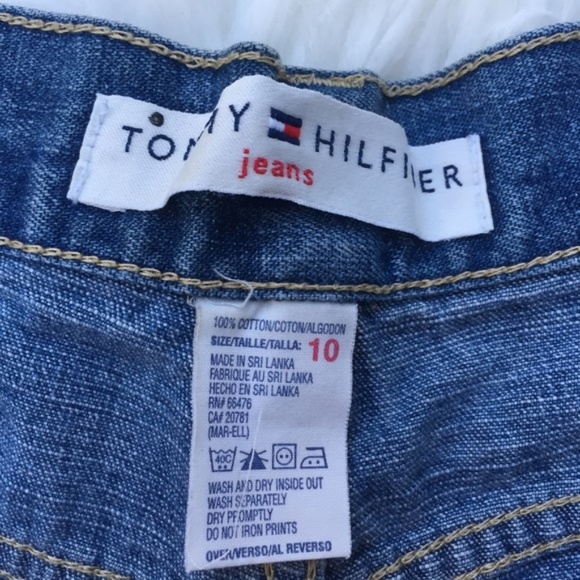 TOMMY HILFIGER
jeans
100% COTTON/COTON/ALGODON
SIZE/TAILLE/TALLA: 10
MADE IN SRI LANKA
FABRIQUE AU SRI LANKA
HECHO EN SRI LANKA
RN# 66476
CA# 20781
(MAR-ELL)
40C
WASH AND DRY INSIDE OUT
WASH SEPARATELY
DRY PROMPTLY
DO NOT IRON PRINTS
OVER/VERSO/AL REVERSO